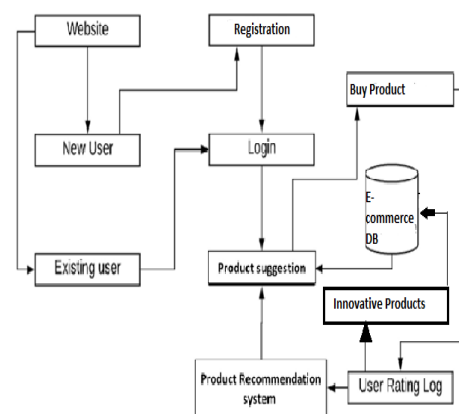 Website
Registration
Buy Product
New User
Login
E-
commerce
DB
Existing user
Product suggestion
Innovative Products
Product Recommendation
system
User Rating Log